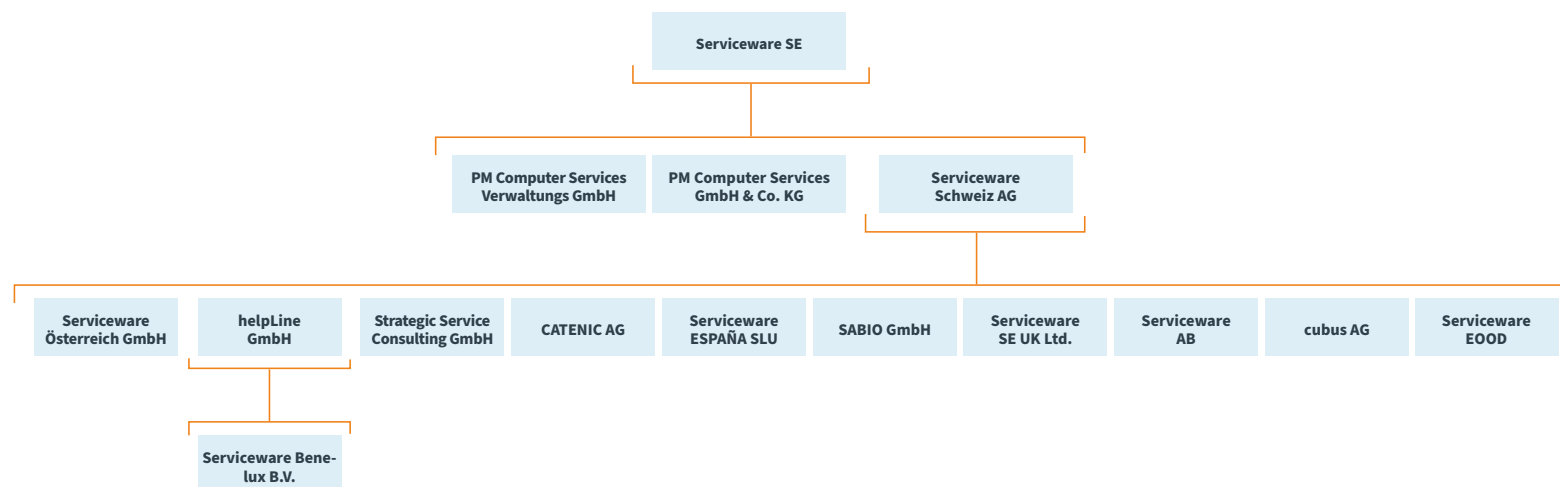 Serviceware SE
PM Computer Services
Verwaltungs GmbH
PM Computer Services
GmbH & Co. KG
Serviceware
Schweiz AG
Serviceware
Österreich GmbH
helpLine
GmbH
Strategic Service
Consulting GmbH
CATENIC AG
Serviceware
ESPAÑA SLU
SABIO GmbH
Serviceware
SE UK Ltd.
Serviceware
AB
cubus AG
Serviceware
EOOD
Serviceware Bene-
lux B.V.